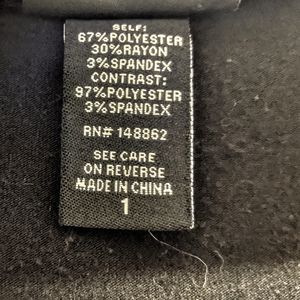 SELF:
67%POLYESTER
30%RAYON
3%SPANDEX
CONTRAST:
97%POLYESTER
3%SPANDEX
RN# 148862
SEE CARE
ON REVERSE
MADE IN CHINA
1